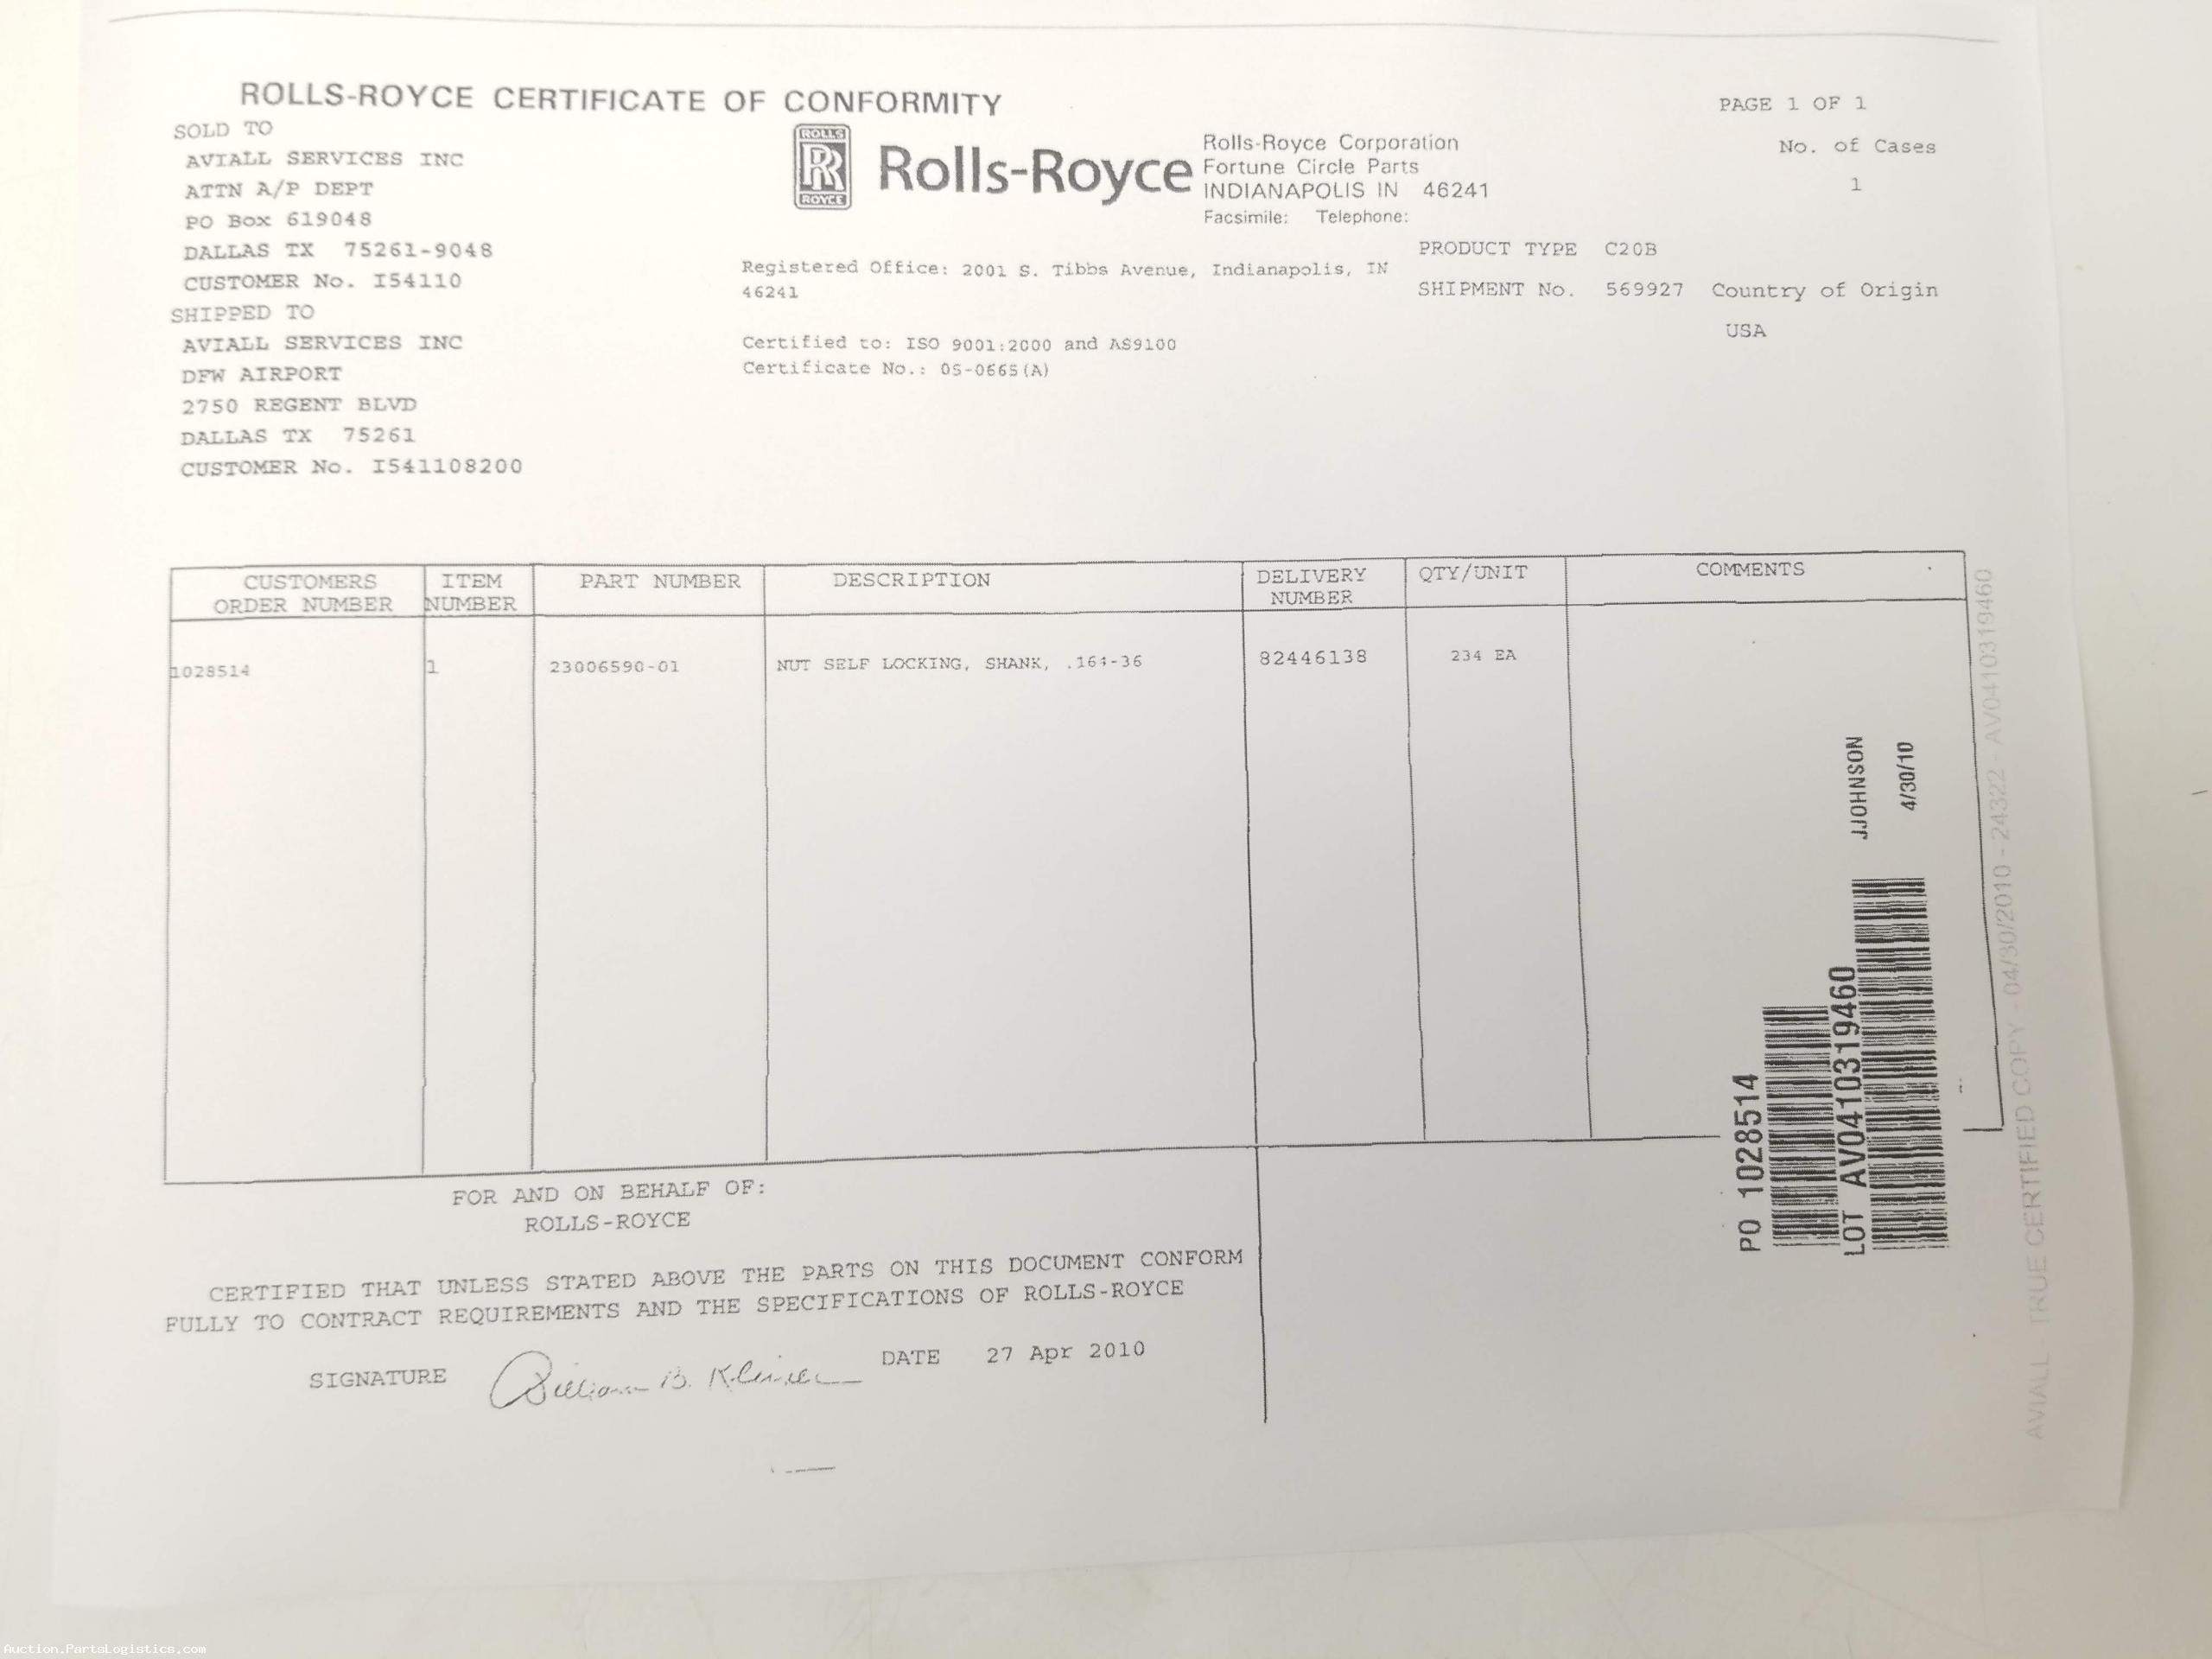 ROLLS-ROYCE CERTIFICATE OF CONFORMITY
PAGE 1 OF 1
SOLD TO
AVIALL SERVICES INC
ATTN A/P DEPT
PO Box 619048
DALLAS TX 75261-9048
CUSTOMER No. I54110
SHIPPED TO
AVIALL SERVICES INC
DFW AIRPORT
2750 REGENT BLVD
DALLAS TX 75261
CUSTOMER No. I541108200
ROLLS
RR
ROYCE
Rolls-Royce
Rolls-Royce Corporation
Fortune Circle Parts
INDIANAPOLIS IN 46241
Facsimile: Telephone:
No. of Cases
1
Registered Office: 2001 S. Tibbs Avenue, Indianapolis, IN
46241
Certified to: ISO 9001:2000 and AS9100
Certificate No.: 05-0665(A)
PRODUCT TYPE C20B
SHIPMENT No. 569927 Country of Origin
USA
CUSTOMERS ORDER NUMBER
ITEM NUMBER
PART NUMBER
DESCRIPTION
DELIVERY NUMBER
QTY/UNIT
COMMENTS
1028514 1 23006590-01 NUT SELF LOCKING, SHANK, .164-36 82446138 234 EA
JJOHNSON
4/30/10
PO 1028514
LOT AV0410319460
AVIALL TRUE CERTIFIED COPY - 04/30/2010 - 24322 - AV0410319460
FOR AND ON BEHALF OF:
ROLLS-ROYCE
CERTIFIED THAT UNLESS STATED ABOVE THE PARTS ON THIS DOCUMENT CONFORM
FULLY TO CONTRACT REQUIREMENTS AND THE SPECIFICATIONS OF ROLLS-ROYCE
SIGNATURE William B. DATE 27 Apr 2010
Auction.PartsLogistics.com